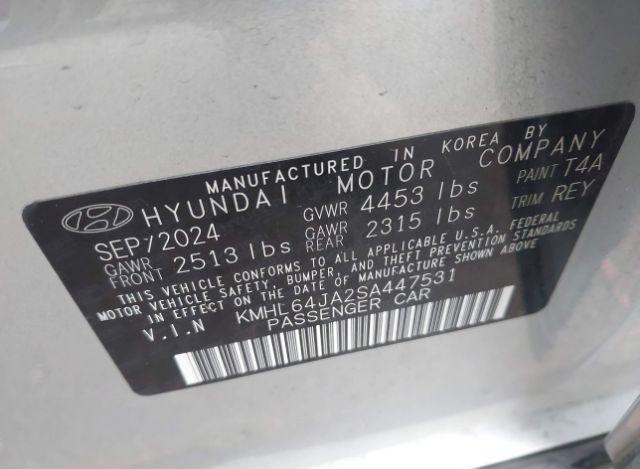 MANUFACTURED IN KOREA BY
HYUNDAI MOTOR COMPANY
SEP/2024 GVWR 4453 lbs PAINT T4A
GAWR FRONT 2513 lbs GAWR REAR 2315 lbs TRIM REY
THIS VEHICLE CONFORMS TO ALL APPLICABLE U.S.A. FEDERAL
MOTOR VEHICLE SAFETY, BUMPER, AND THEFT PREVENTION STANDARDS
IN EFFECT ON THE DATE OF MANUFACTURE SHOWN ABOVE
V.I.N KMHL64JA2SA447531
PASSENGER CAR